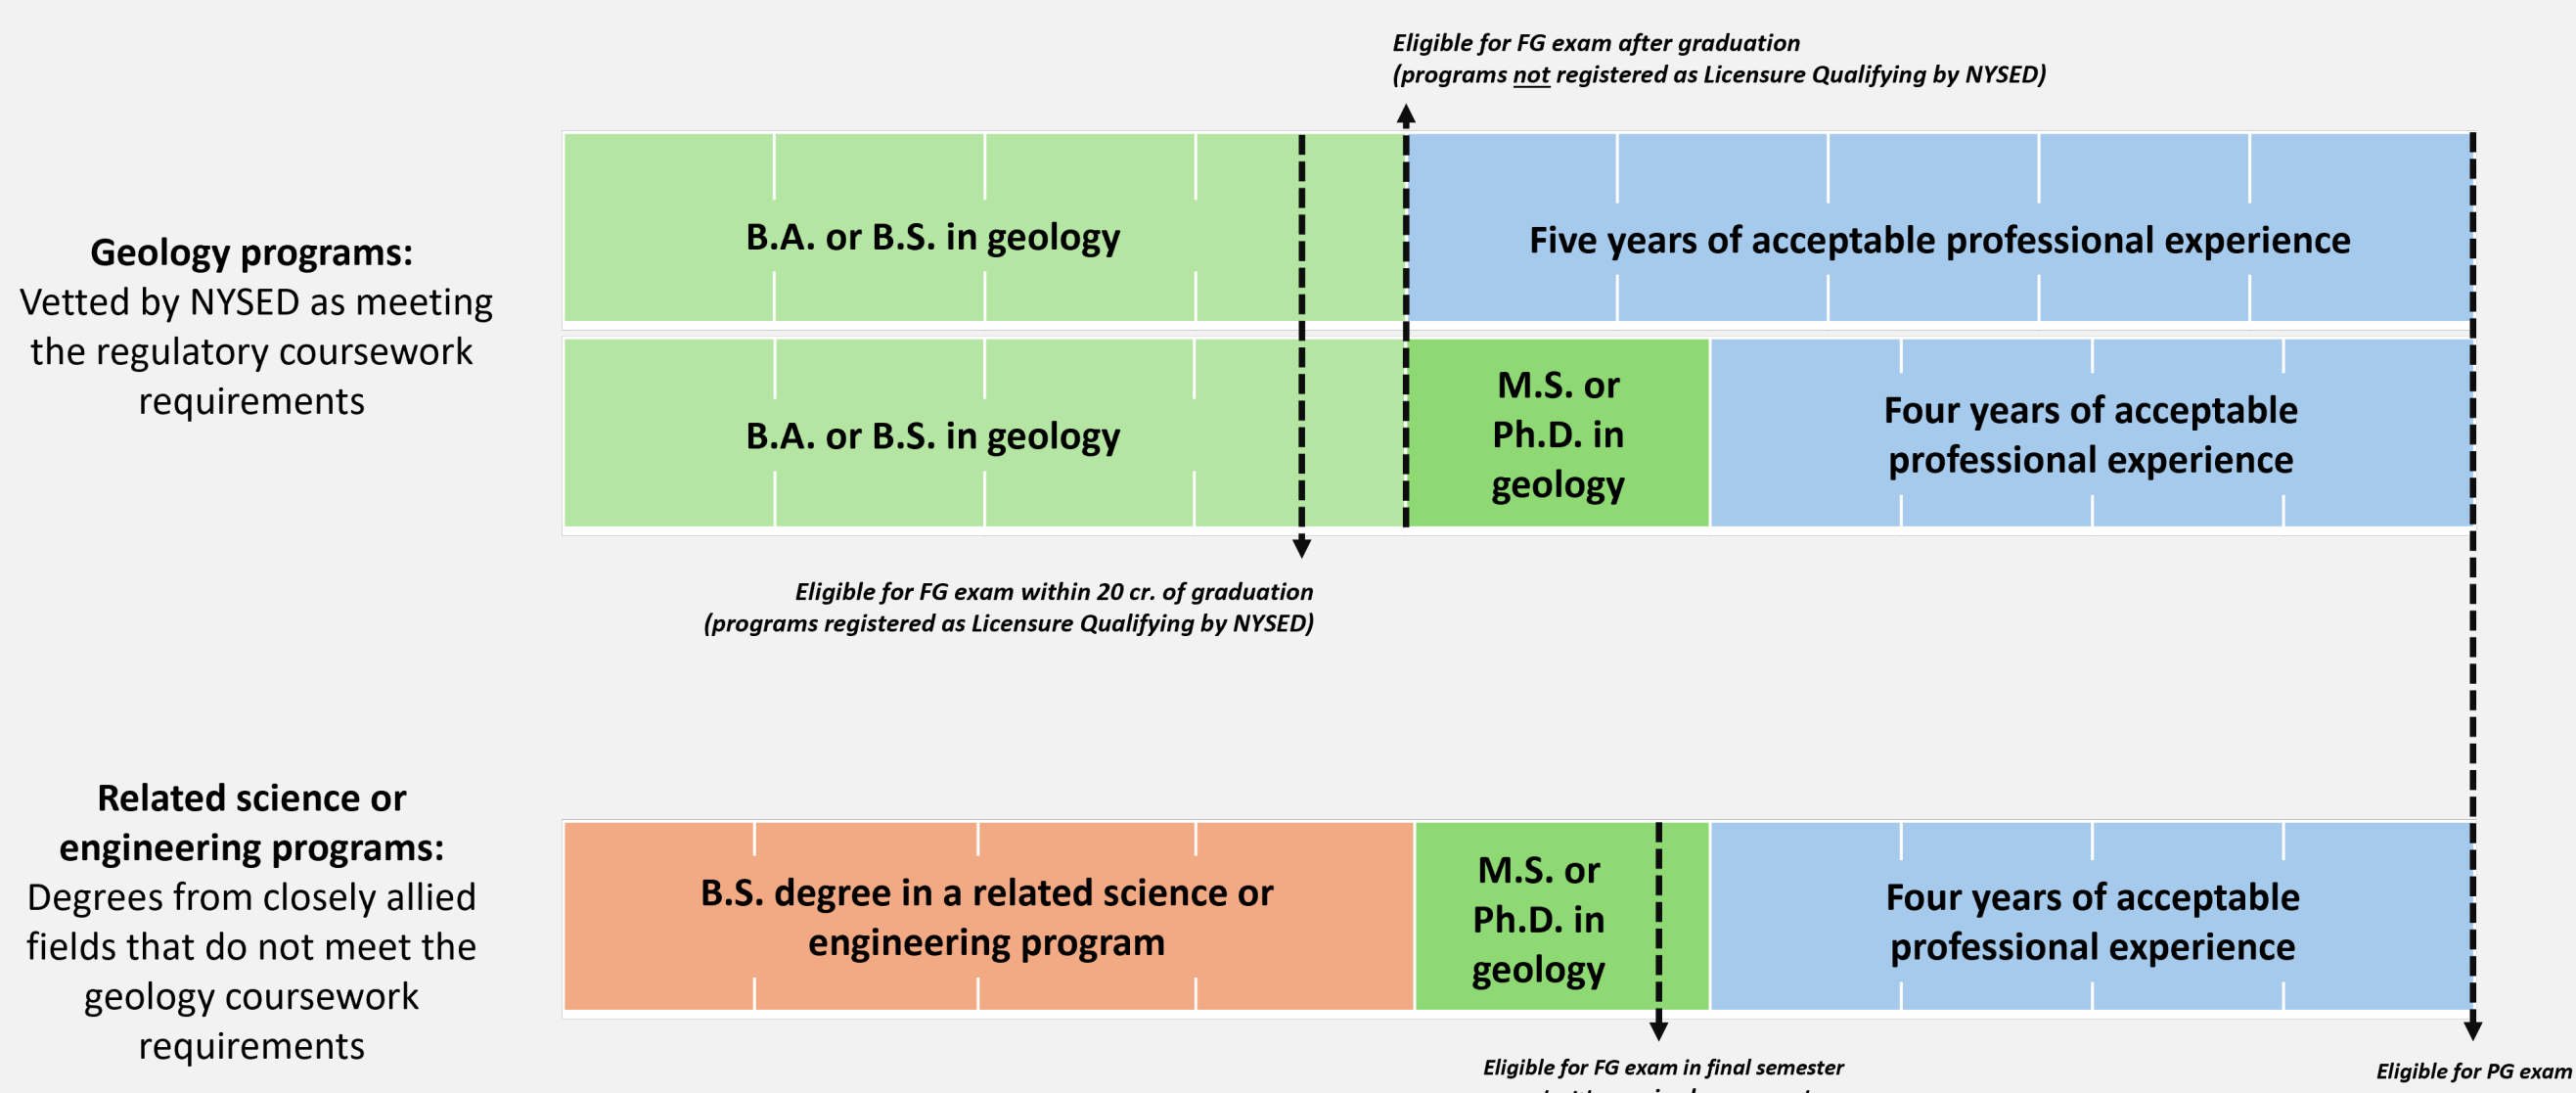 Eligible for FG exam after graduation
(programs not registered as Licensure Qualifying by NYSED)
Geology programs:
Vetted by NYSED as meeting
the regulatory coursework
requirements
B.A. or B.S. in geology
Five years of acceptable professional experience
B.A. or B.S. in geology
M.S. or
Ph.D. in
geology
Four years of acceptable
professional experience
Eligible for FG exam within 20 cr. of graduation
(programs registered as Licensure Qualifying by NYSED)
Related science or
engineering programs:
Degrees from closely allied
fields that do not meet the
geology coursework
requirements
B.S. degree in a related science or
engineering program
M.S. or
Ph.D. in
geology
Four years of acceptable
professional experience
Eligible for FG exam in final semester
Eligible for PG exam